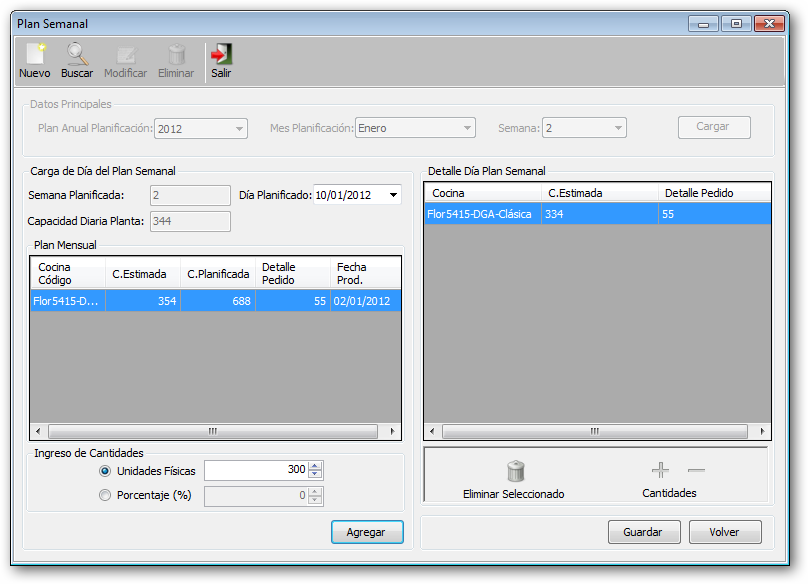 Plan Semanal
Nuevo Buscar Modificar Eliminar Salir
Datos Principales
Plan Anual Planificación: 2012 Mes Planificación: Enero Semana: 2 Cargar
Carga de Día del Plan Semanal
Semana Planificada: 2 Día Planificado: 10/01/2012
Capacidad Diaria Planta: 344
Plan Mensual
Cocina Código C.Estimada C.Planificada Detalle Pedido Fecha Prod.
Flor5415-D... 354 688 55 02/01/2012
Ingreso de Cantidades
Unidades Físicas 300
Porcentaje (%) 0
Agregar
Detalle Día Plan Semanal
Cocina C.Estimada Detalle Pedido
Flor5415-DGA-Clásica 334 55
Eliminar Seleccionado Cantidades
Guardar Volver